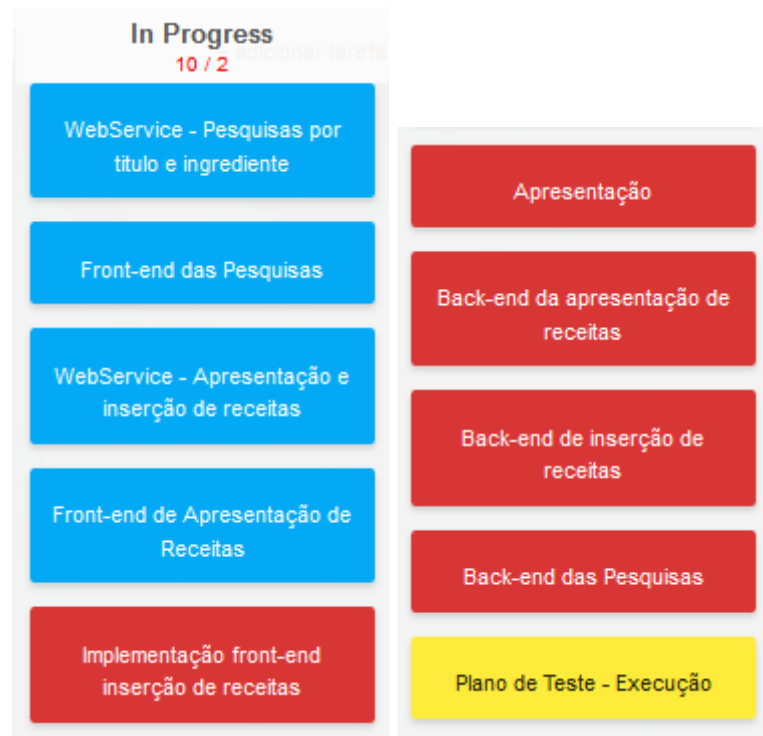 In Progress
adicionar tarefa
10 / 2
WebService - Pesquisas por
titulo e ingrediente
Front-end das Pesquisas
WebService - Apresentação e
inserção de receitas
Front-end de Apresentação de
Receitas
Implementação front-end
inserção de receitas
Apresentação
Back-end da apresentação de
receitas
Back-end de inserção de
receitas
Back-end das Pesquisas
Plano de Teste - Execução